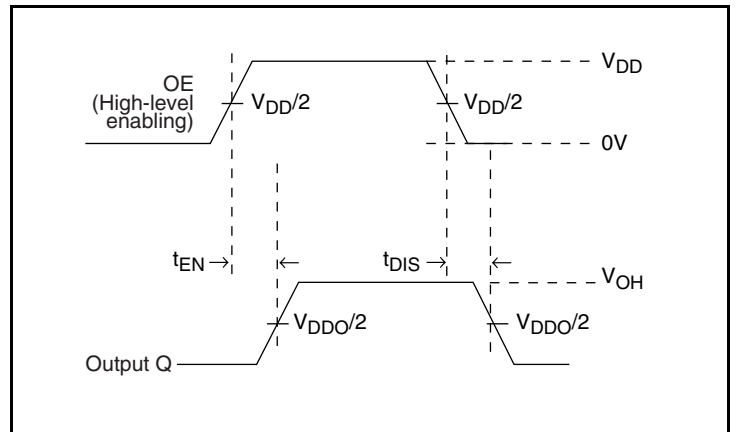 V_DD
OE
(High-level
enabling)
V_DD/2
V_DD/2
0V
t_EN
t_DIS
V_OH
V_DDO/2
V_DDO/2
Output Q